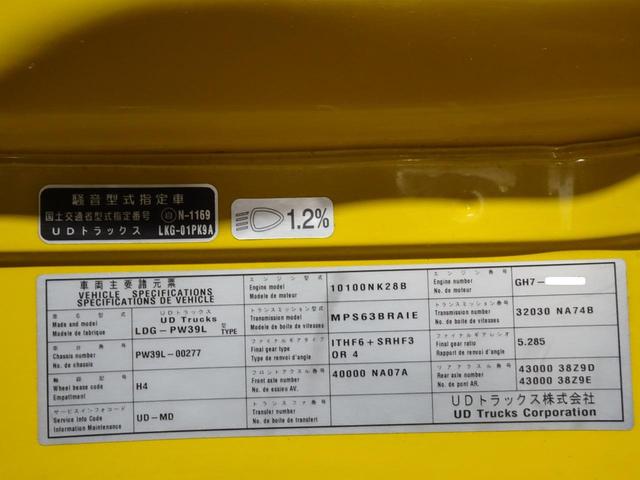 騒音型式指定車
国土交通省型式指定番号 自 N-1169
UDトラックス LKG-01PK9A
1.2%
車両主要諸元票
VEHICLE SPECIFICATIONS
SPECIFICATIONS DE VEHICLE
車名型式
Make and model
Modele de fabrique
UDトラックス
UD Trucks
LDG-PW39L 型 TYPE
車台番号
Chassis number
No. de chassis
PW39L-00277
軸距記号
Wheel base code
Empattement
H4
サービスインフォコード
Service Info Code
Information Maintenance
UD-MD
エンジン型式
Engine model
Modele de moteur
10100NK28B
トランスミッション型式
Transmission model
Modele de boite de vitesses
MPS63BRAIE
ファイナルギアタイプ
Final gear type
Type de renvoi d'angle
ITHF6+SRHF3
OR 4
フロントアクスル番号
Front axle number
No. de essieu AV.
40000 NA07A
トランスファ番号
Transfer number
No. de boite de transfert
エンジン番号
Engine number
No. de moteur
GH7-
トランスミッション番号
Transmission number
No. de boite de vitesses
32030 NA74B
ファイナルギアレシオ
Final gear ratio
Rapport de renvoi d'angle
5.285
リアアクスル番号
Rear axle number
No. de pont AR.
43000 38Z9D
43000 38Z9E
UDトラックス株式会社
UD Trucks Corporation